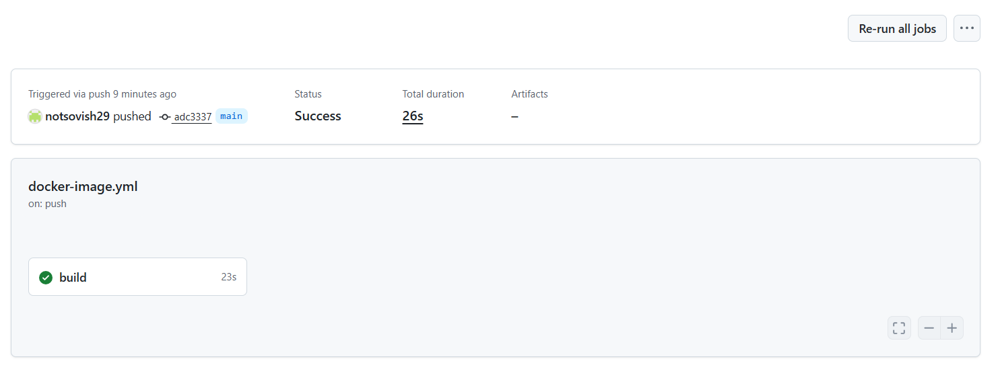 Re-run all jobs
Triggered via push 9 minutes ago
notsovish29 pushed adc3337 main
Status
Success
Total duration
26s
Artifacts
–
docker-image.yml
on: push
build 23s